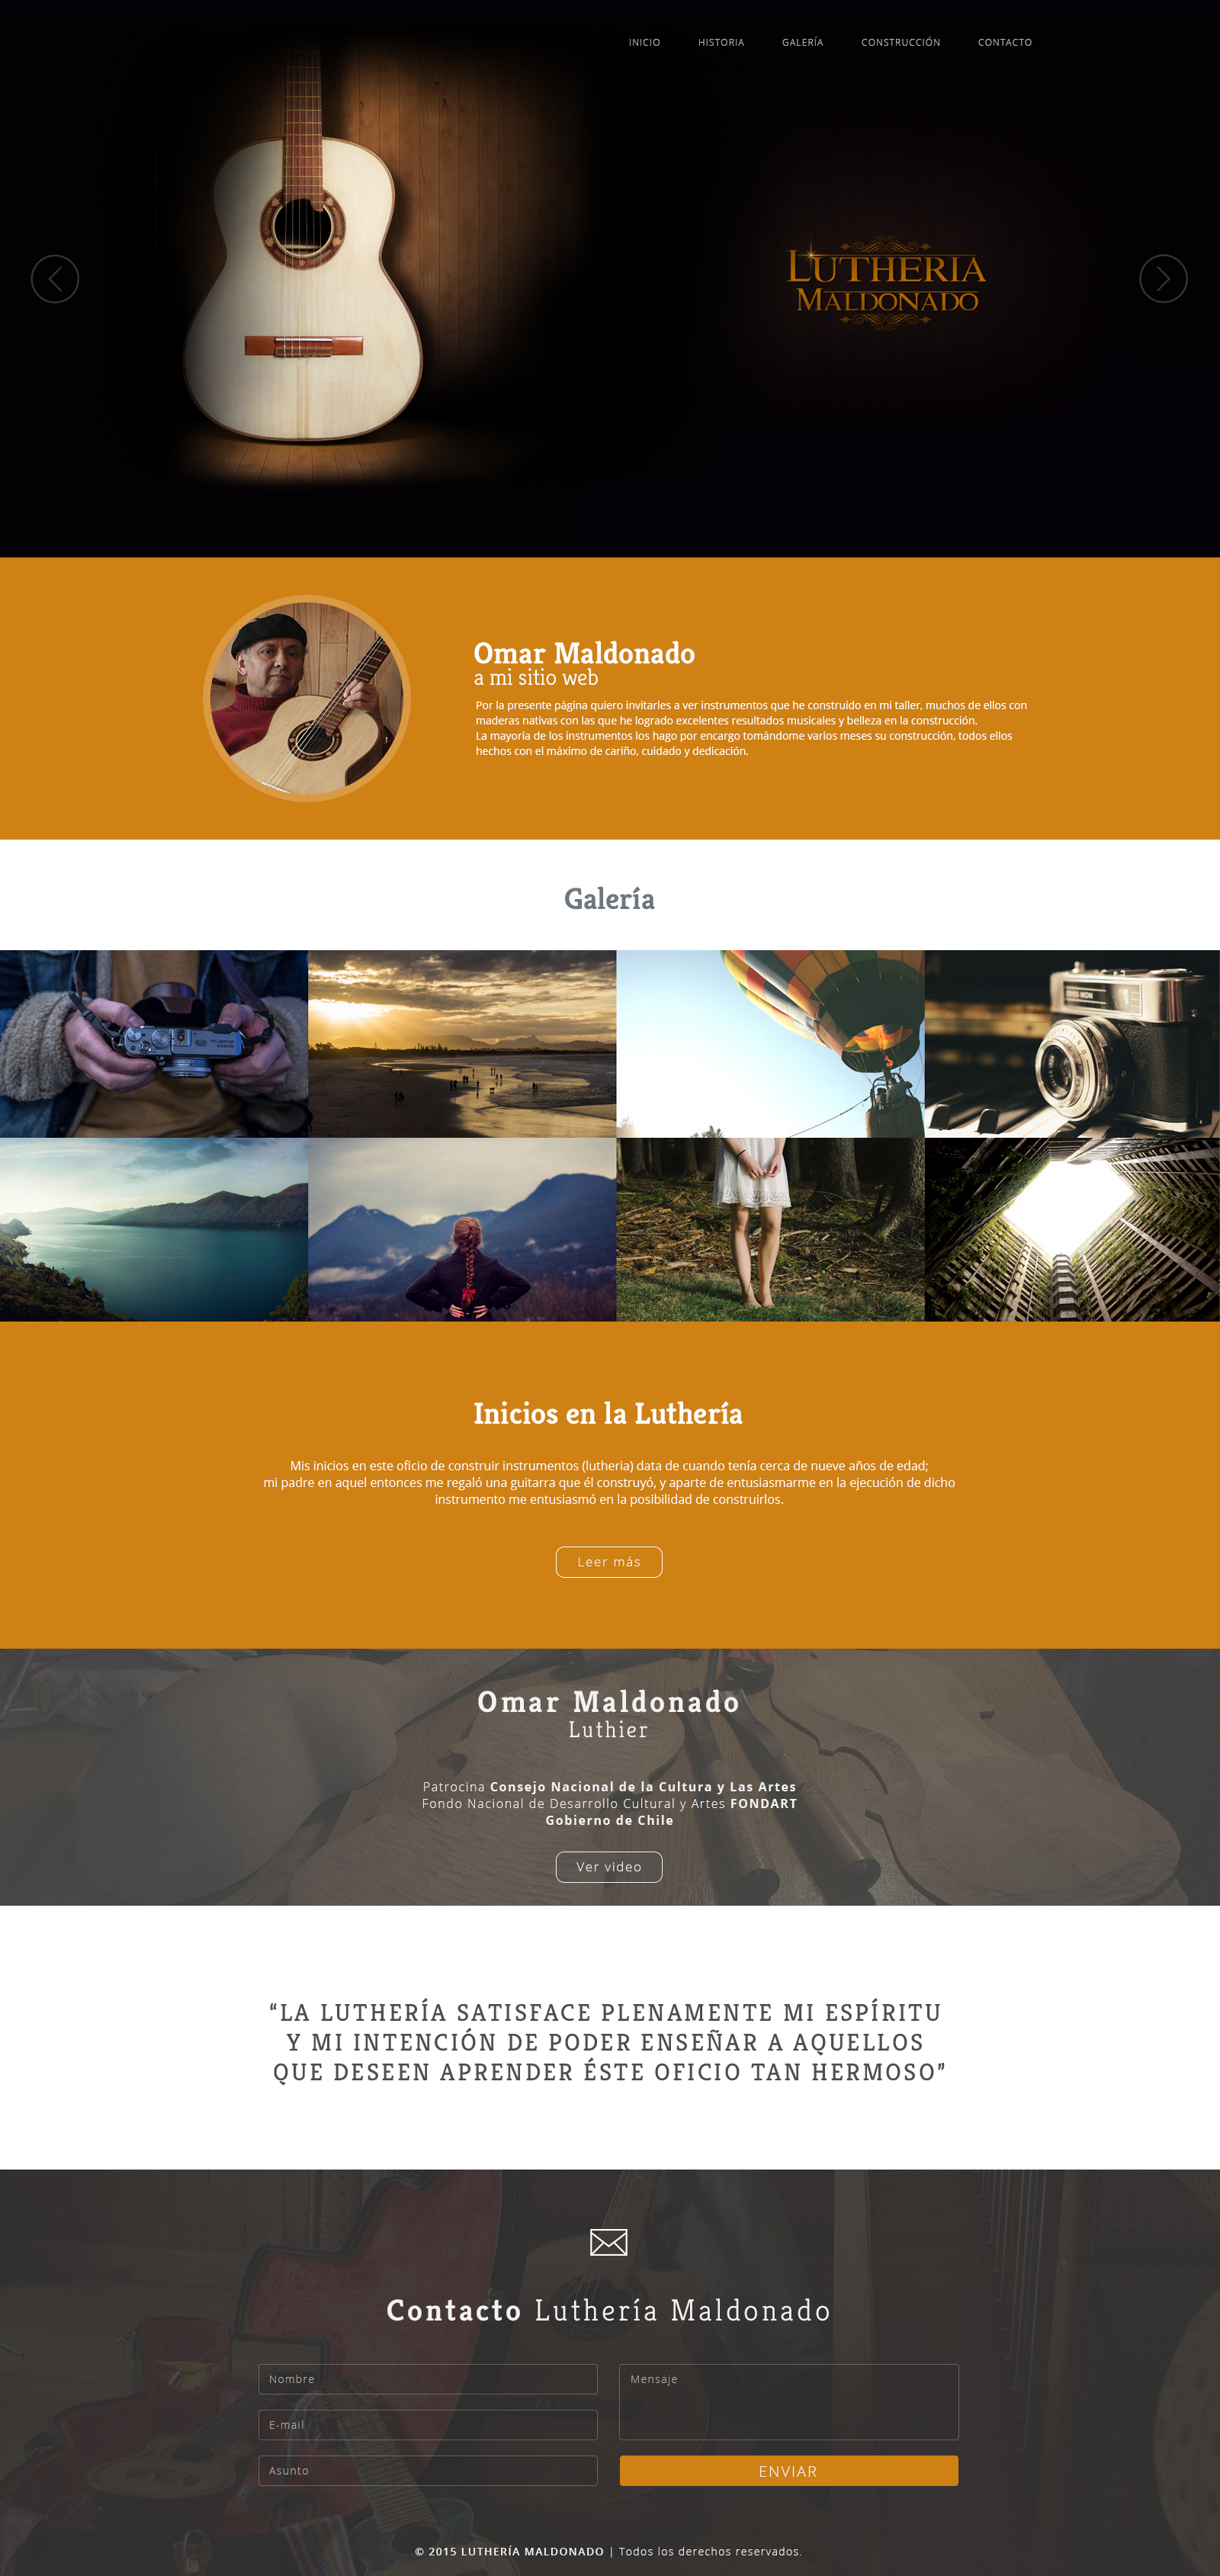 INICIO HISTORIA GALERÍA CONSTRUCCIÓN CONTACTO
LUTHERIA
MALDONADO
Omar Maldonado
a mi sitio web
Por la presente página quiero invitarles a ver instrumentos que he construido en mi taller, muchos de ellos con
maderas nativas con las que he logrado excelentes resultados musicales y belleza en la construcción.
La mayoría de los instrumentos los hago por encargo tomándome varios meses su construcción, todos ellos
hechos con el máximo de cariño, cuidado y dedicación.
Galería
Inicios en la Luthería
Mis inicios en este oficio de construir instrumentos (lutheria) data de cuando tenía cerca de nueve años de edad;
mi padre en aquel entonces me regaló una guitarra que él construyó, y aparte de entusiasmarme en la ejecución de dicho
instrumento me entusiasmó en la posibilidad de construirlos.
Leer más
Omar Maldonado
Luthier
Patrocina Consejo Nacional de la Cultura y Las Artes
Fondo Nacional de Desarrollo Cultural y Artes FONDART
Gobierno de Chile
Ver video
“LA LUTHERÍA SATISFACE PLENAMENTE MI ESPÍRITU
Y MI INTENCIÓN DE PODER ENSEÑAR A AQUELLOS
QUE DESEEN APRENDER ÉSTE OFICIO TAN HERMOSO”
Contacto Luthería Maldonado
Nombre
E-mail
Asunto
Mensaje
ENVIAR
© 2015 LUTHERÍA MALDONADO | Todos los derechos reservados.